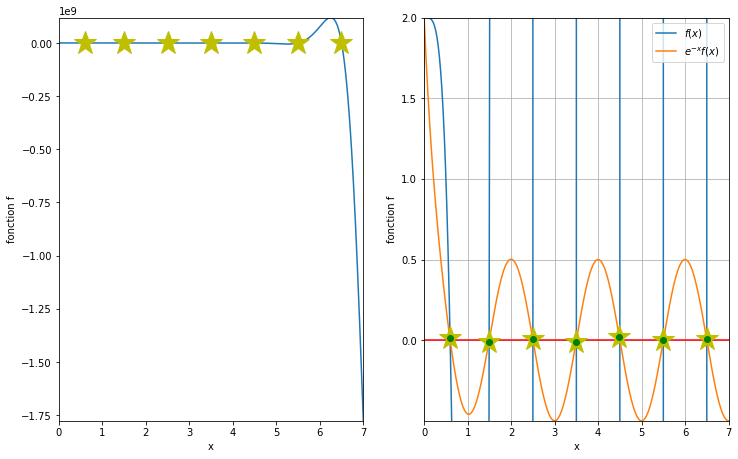 1e9
0.00
−0.25
−0.50
−0.75
−1.00
−1.25
−1.50
−1.75
fonction f
0 1 2 3 4 5 6 7
x
2.0
1.5
1.0
0.5
0.0
fonction f
0 1 2 3 4 5 6 7
x
f(x)
e⁻ˣf(x)